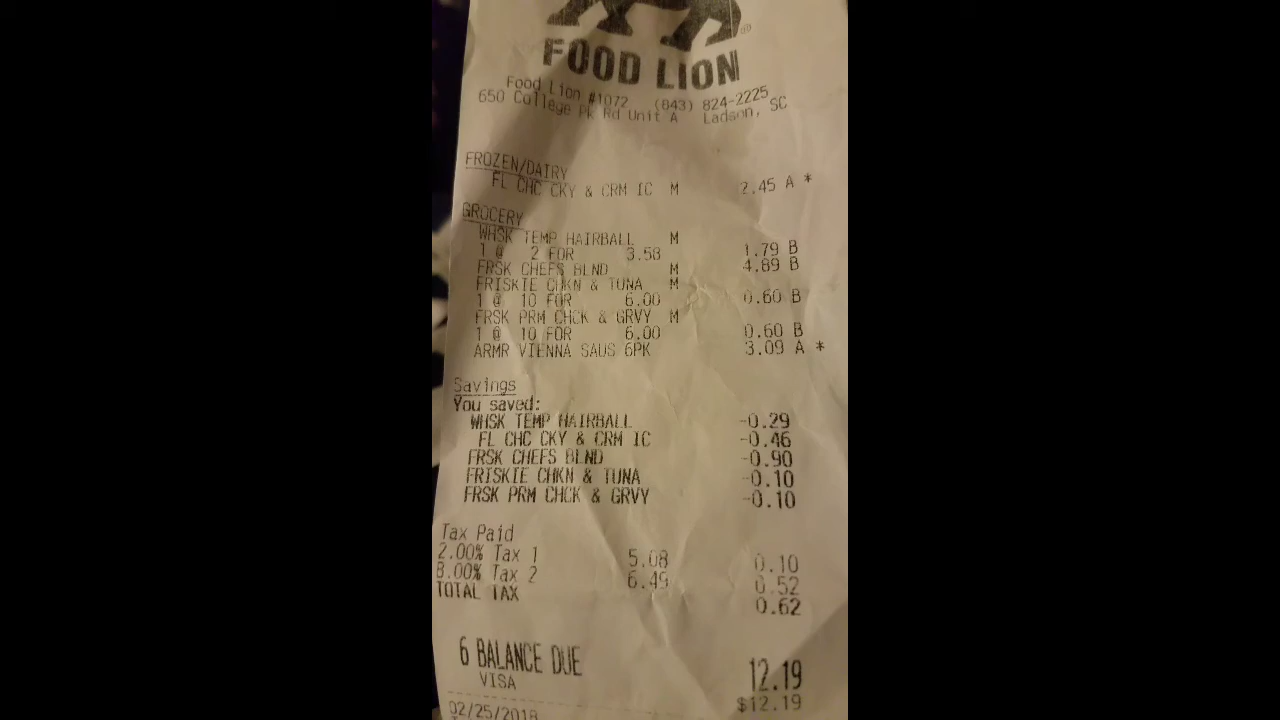 FOOD LION
Food Lion #1072 (843) 824-2225
650 College Pk Rd Unit A Ladson, SC
FROZEN/DAIRY
FL CHC CKY & CRM IC M 2.45 A *
GROCERY
WHSK TEMP HAIRBALL M
1 @ 2 FOR 3.58 1.79 B
FRSK CHEFS BLND M 4.89 B
FRISKIE CHKN & TUNA M
1 @ 10 FOR 6.00 0.60 B
FRSK PRM CHCK & GRVY M
1 @ 10 FOR 6.00 0.60 B
ARMR VIENNA SAUS 6PK 3.09 A *
Savings
You saved:
WHSK TEMP HAIRBALL -0.29
FL CHC CKY & CRM IC -0.46
FRSK CHEFS BLND -0.90
FRISKIE CHKN & TUNA -0.10
FRSK PRM CHCK & GRVY -0.10
Tax Paid
2.00% Tax 1 5.08 0.10
8.00% Tax 2 6.49 0.52
TOTAL TAX 0.62
6 BALANCE DUE 12.19
VISA $12.19
02/25/2018